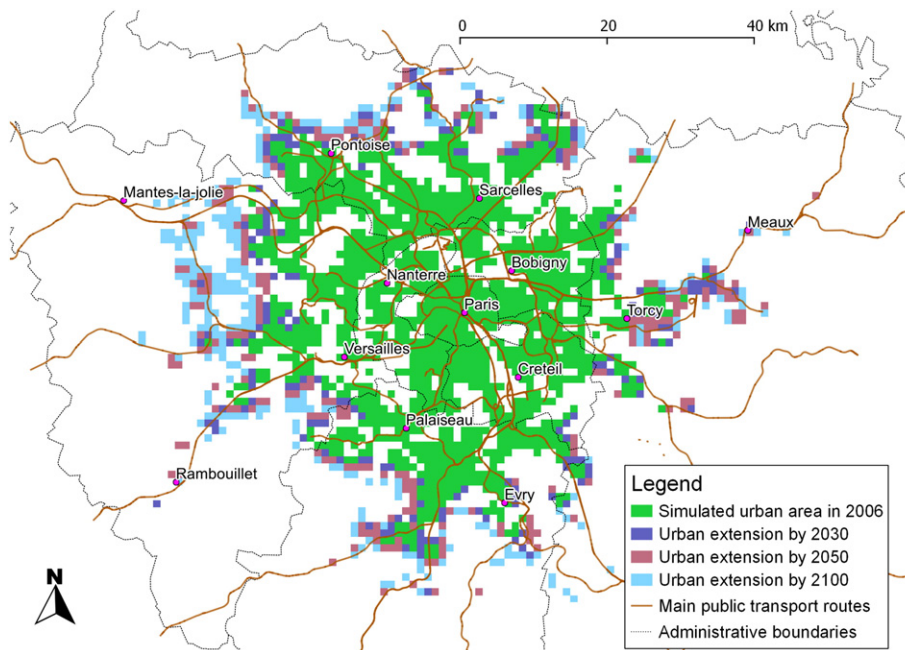 0 20 40 km
Pontoise
Mantes-la-jolie
Sarcelles
Meaux
Bobigny
Nanterre
Paris
Torcy
Versailles
Creteil
Palaiseau
Rambouillet
Evry
N
Legend
Simulated urban area in 2006
Urban extension by 2030
Urban extension by 2050
Urban extension by 2100
Main public transport routes
Administrative boundaries